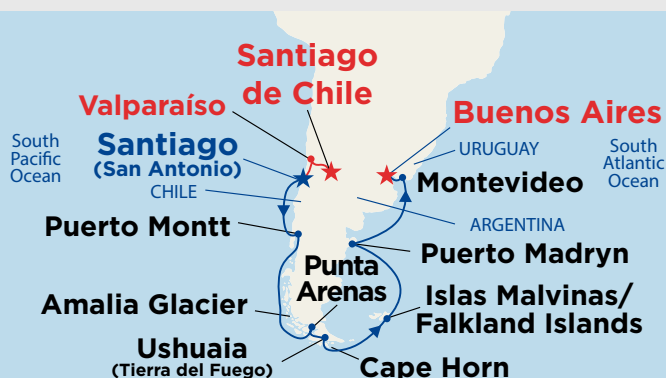 Santiago
de Chile
Valparaíso
Buenos Aires
South
Pacific
Ocean
Santiago
(San Antonio)
URUGUAY
South
Atlantic
Ocean
CHILE
Montevideo
Puerto Montt
ARGENTINA
Puerto Madryn
Punta
Arenas
Amalia Glacier
Islas Malvinas/
Falkland Islands
Ushuaia
(Tierra del Fuego)
Cape Horn